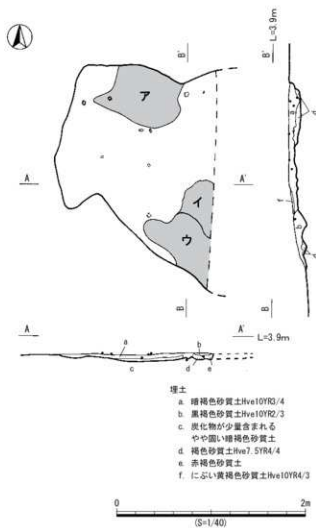 B'
B'
L=3.9m
ア
d
a
A
A'
イ
ウ
f
b
B
B
A
A'
L=3.9m
a
b
c
d
e
埋土
a. 暗褐色砂質土Hve10YR3/4
b. 黒褐色砂質土Hve10YR2/3
c. 炭化物が少量含まれる
やや固い暗褐色砂質土
d. 褐色砂質土Hve7.5YR4/4
e. 赤褐色砂質土
f. にぶい黄褐色砂質土Hve10YR4/3
0
2m
(S=1/40)